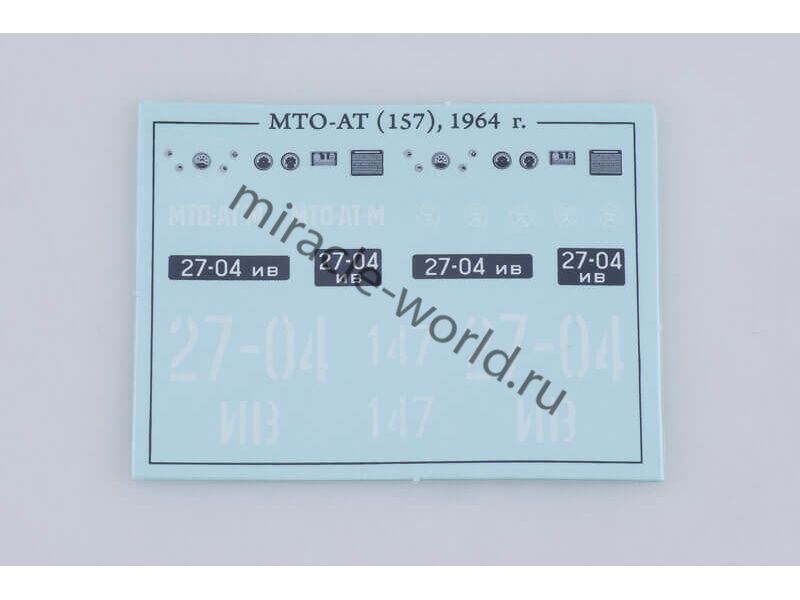 МТО-АТ (157), 1964 г.
МТО-АТ-М МТО АТ-М
27-04 ив 27-04 ив 27-04 ив 27-04 ив
27-04 147 27-04
ИВ 147 ИВ
miracle-world.ru